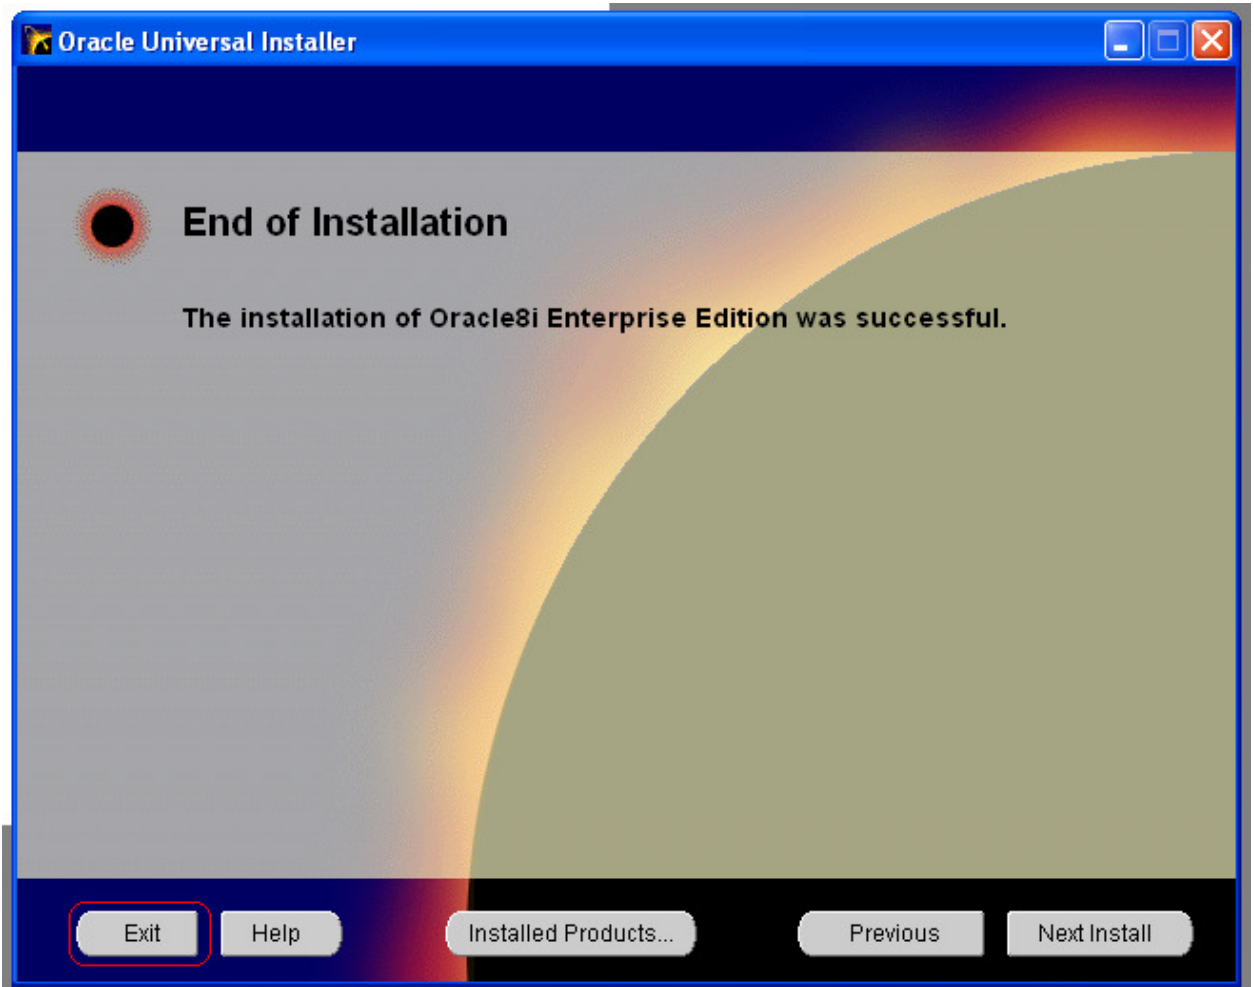 Oracle Universal Installer
End of Installation
The installation of Oracle8i Enterprise Edition was successful.
Exit
Help
Installed Products...
Previous
Next Install